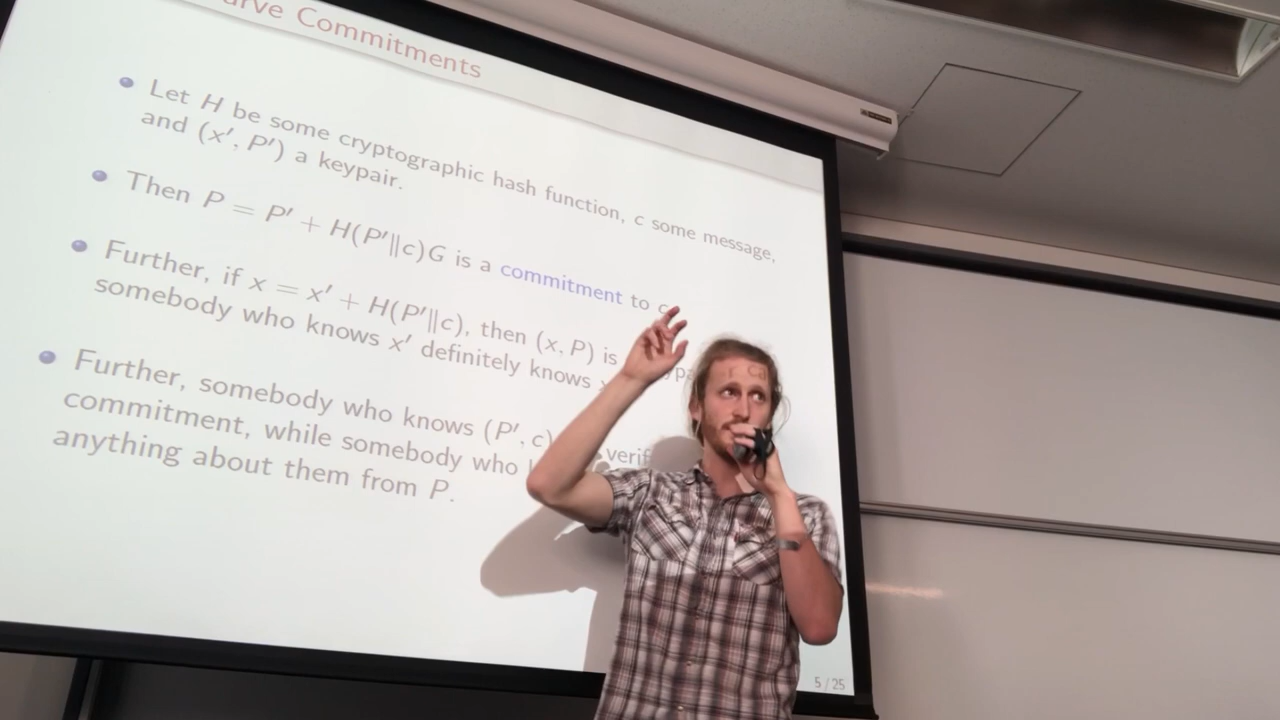 Commitments
Let H be some cryptographic hash function, c some message,
and (x′, P′) a keypair.
Then P = P′ + H(P′‖c)G is a commitment to c
Further, if x = x′ + H(P′‖c), then (x, P) is
somebody who knows x′ definitely knows
Further, somebody who knows (P′, c)
commitment, while somebody who
anything about them from P.
5 / 25